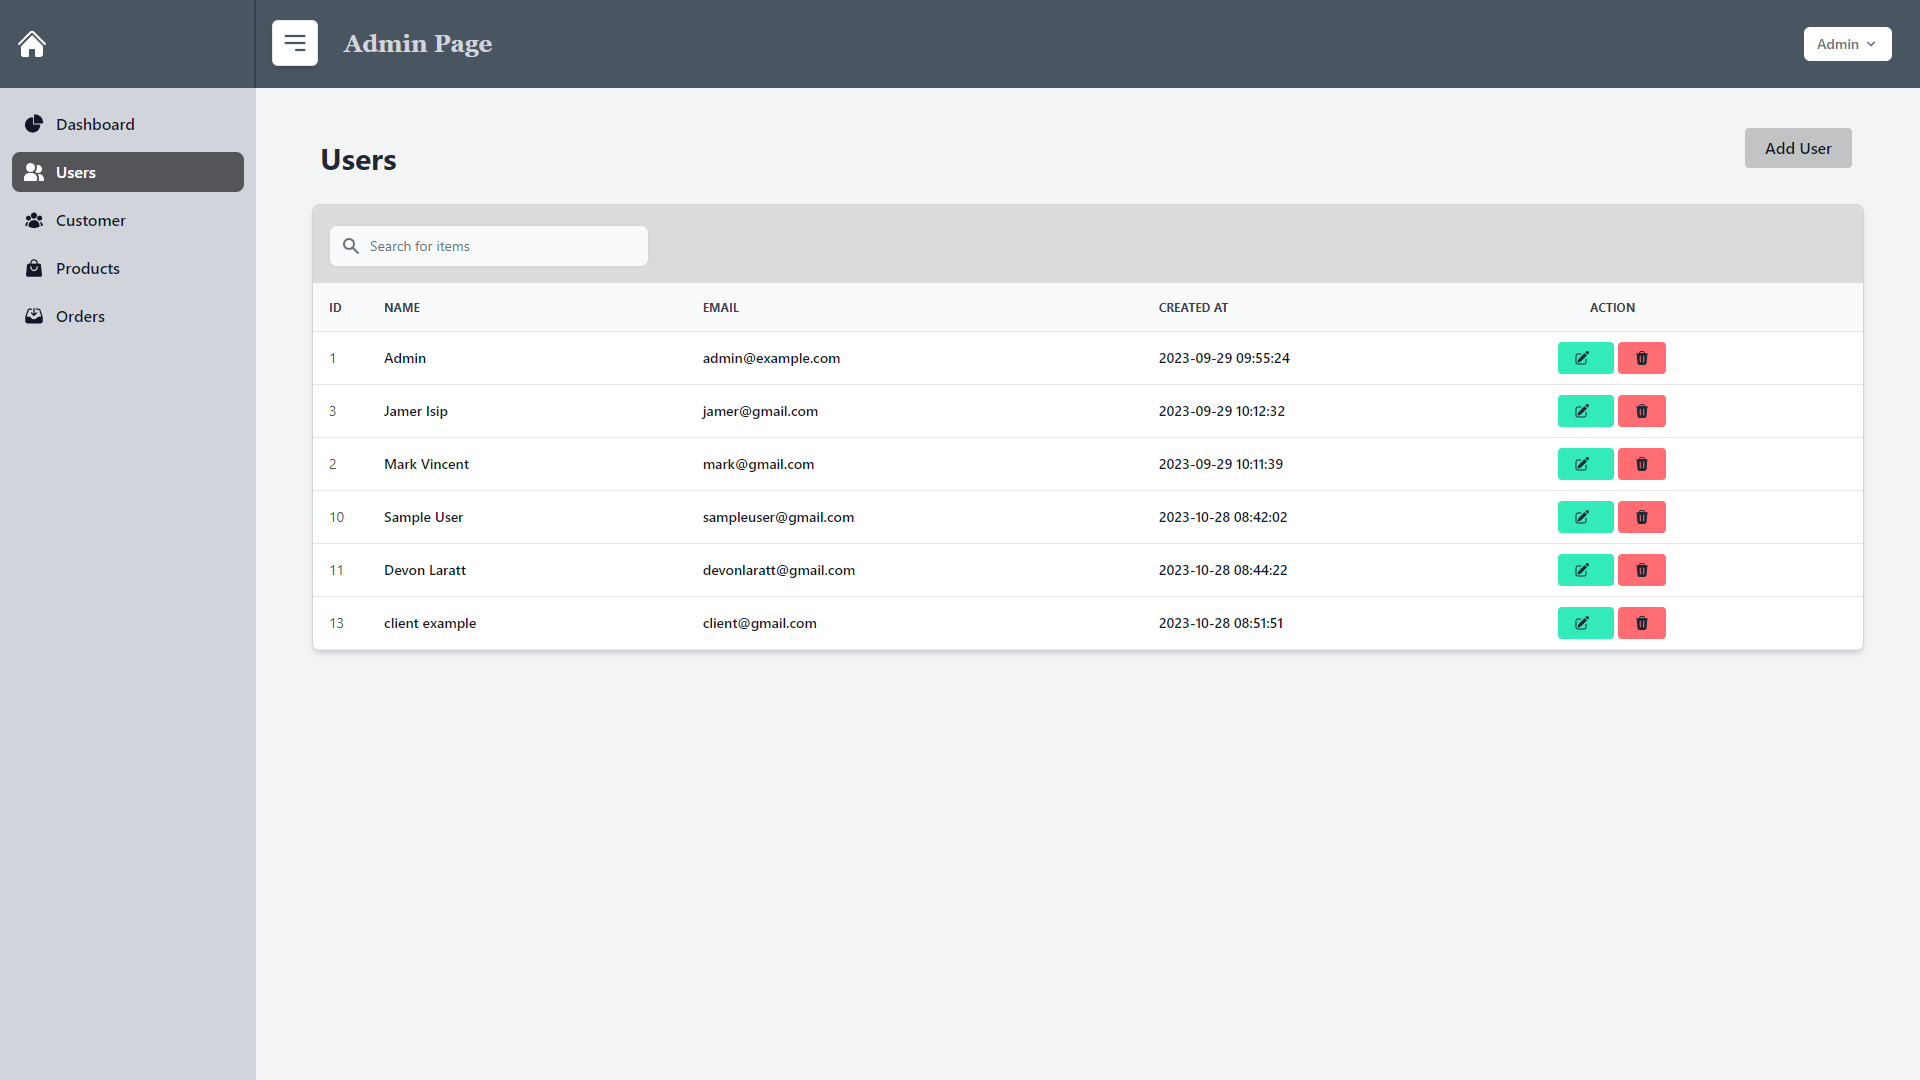 Admin Page
Admin
Dashboard
Users
Customer
Products
Orders
Users
Add User
Search for items
ID NAME EMAIL CREATED AT ACTION
1 Admin admin@example.com 2023-09-29 09:55:24
3 Jamer Isip jamer@gmail.com 2023-09-29 10:12:32
2 Mark Vincent mark@gmail.com 2023-09-29 10:11:39
10 Sample User sampleuser@gmail.com 2023-10-28 08:42:02
11 Devon Laratt devonlaratt@gmail.com 2023-10-28 08:44:22
13 client example client@gmail.com 2023-10-28 08:51:51